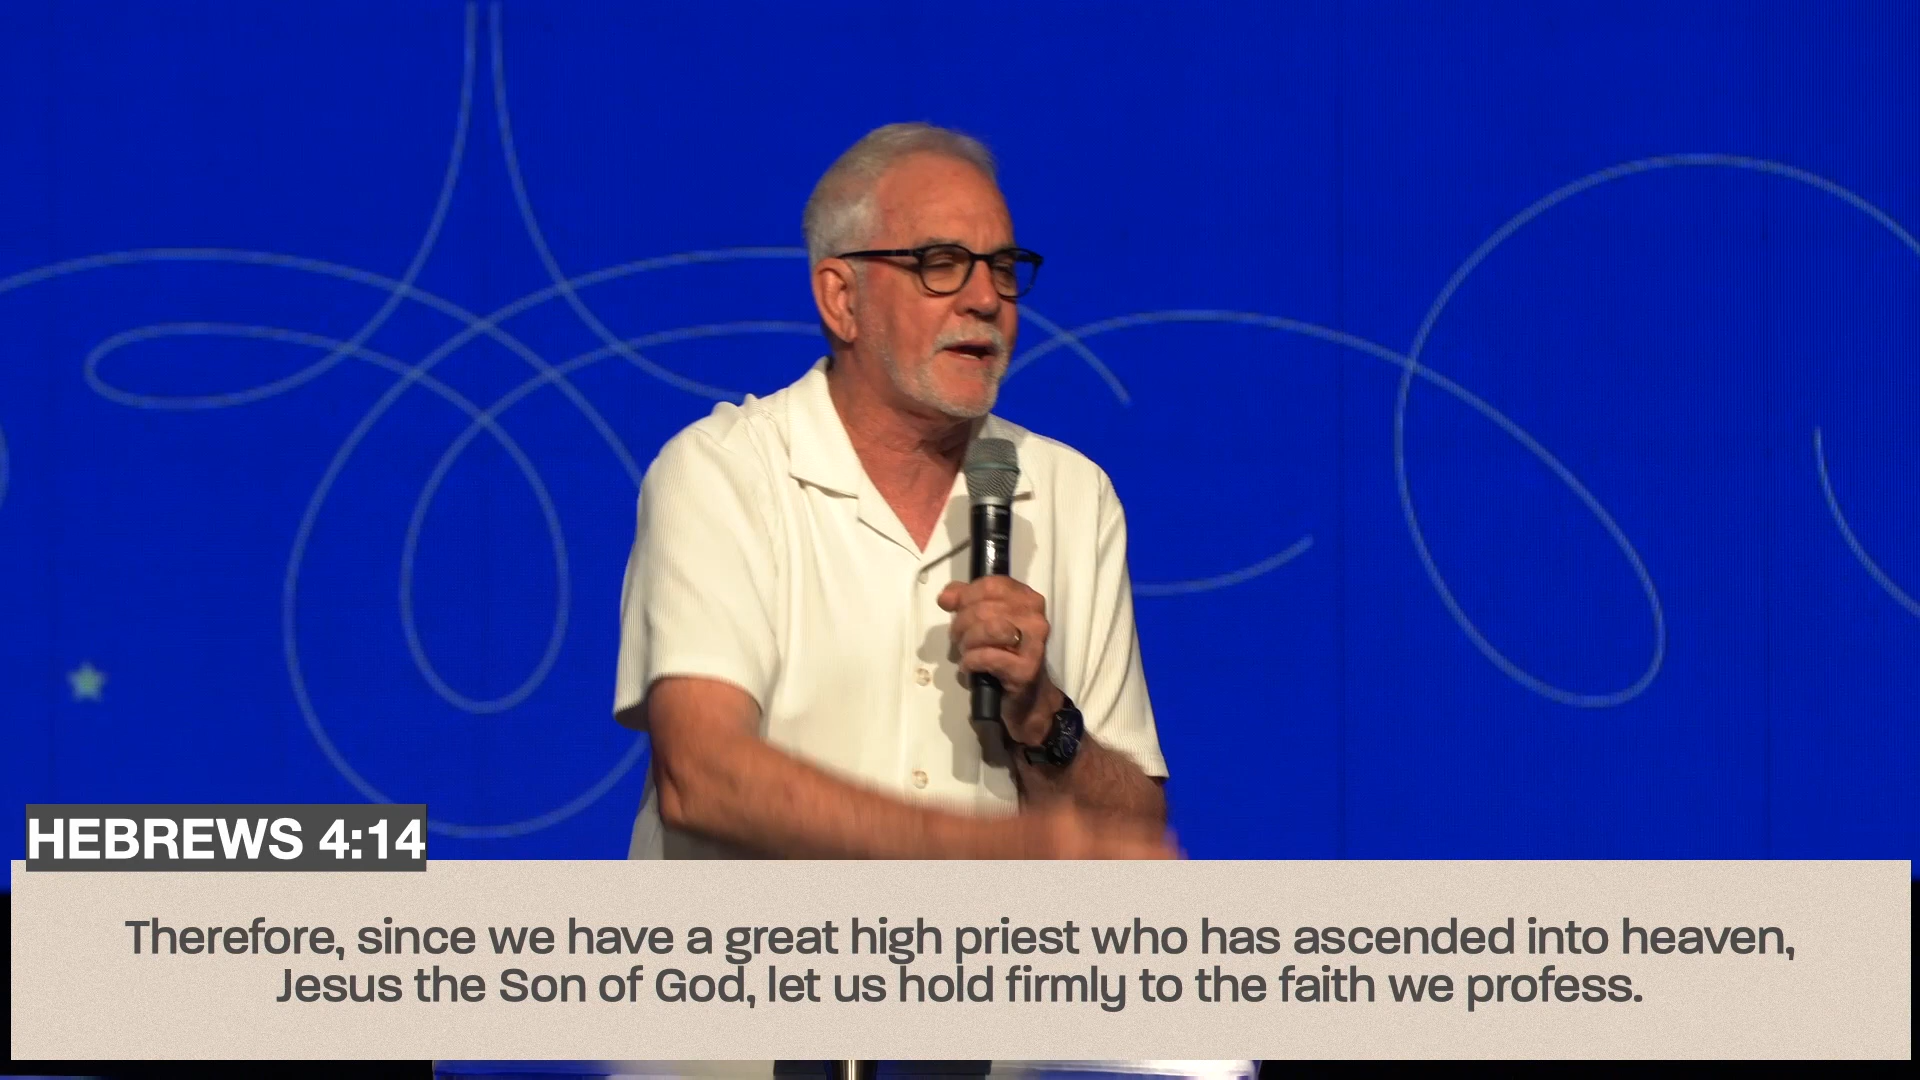 HEBREWS 4:14
Therefore, since we have a great high priest who has ascended into heaven,
Jesus the Son of God, let us hold firmly to the faith we profess.